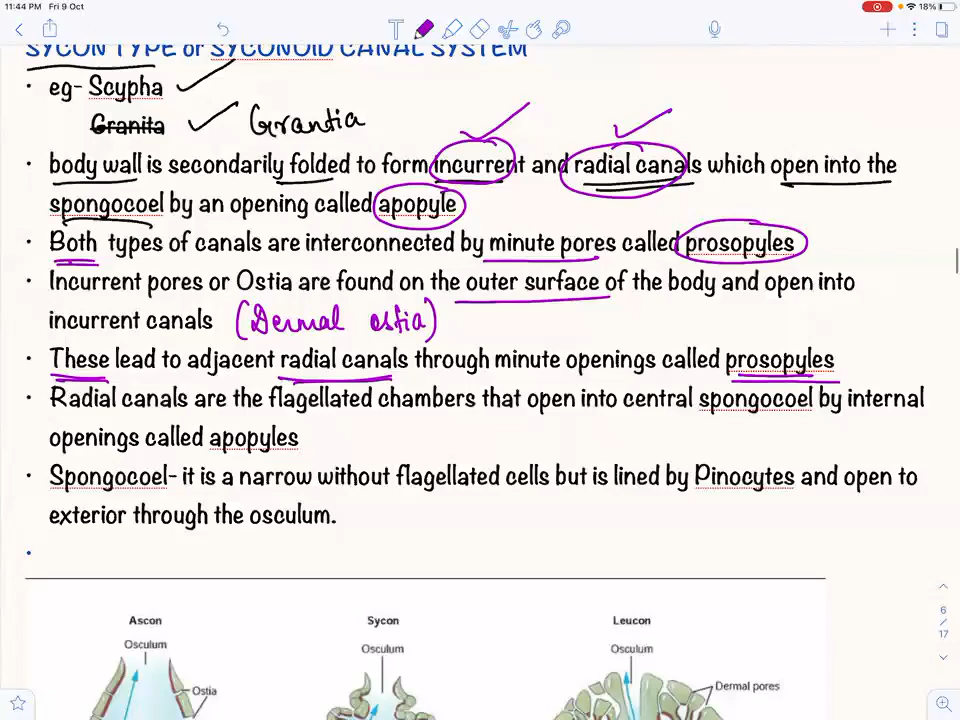 11:44 PM Fri 9 Oct
18%
SYCON TYPE or SYCONOID CANAL SYSTEM
• eg- Scypha
Granita Grantia
• body wall is secondarily folded to form incurrent and radial canals which open into the
spongocoel by an opening called apopyle
• Both types of canals are interconnected by minute pores called prosopyles
• Incurrent pores or Ostia are found on the outer surface of the body and open into
incurrent canals (Dermal ostia)
• These lead to adjacent radial canals through minute openings called prosopyles
• Radial canals are the flagellated chambers that open into central spongocoel by internal
openings called apopyles
• Spongocoel- it is a narrow without flagellated cells but is lined by Pinocytes and open to
exterior through the osculum.
•
6
/
17
Ascon Sycon Leucon
Osculum Osculum Osculum
Ostia Dermal pores